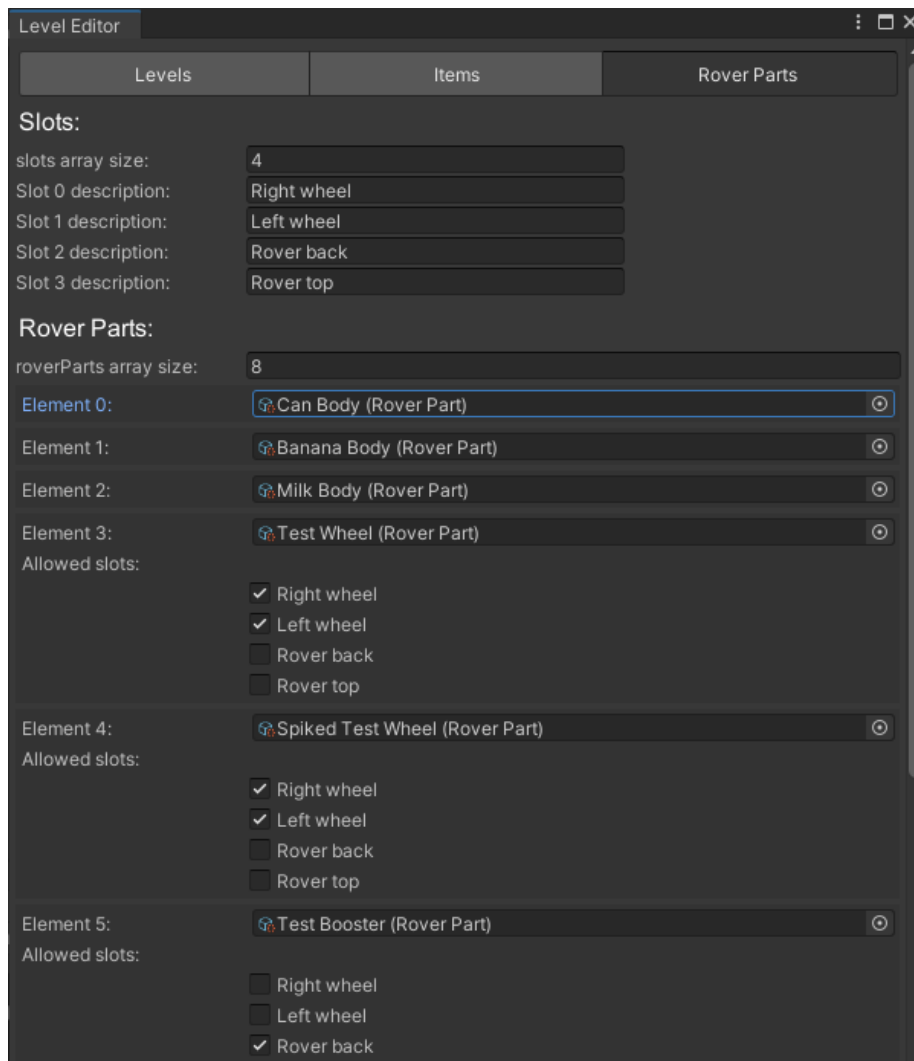 Level Editor
Levels Items Rover Parts
Slots:
slots array size: 4
Slot 0 description: Right wheel
Slot 1 description: Left wheel
Slot 2 description: Rover back
Slot 3 description: Rover top
Rover Parts:
roverParts array size: 8
Element 0: Can Body (Rover Part)
Element 1: Banana Body (Rover Part)
Element 2: Milk Body (Rover Part)
Element 3: Test Wheel (Rover Part)
Allowed slots:
Right wheel
Left wheel
Rover back
Rover top
Element 4: Spiked Test Wheel (Rover Part)
Allowed slots:
Right wheel
Left wheel
Rover back
Rover top
Element 5: Test Booster (Rover Part)
Allowed slots:
Right wheel
Left wheel
Rover back